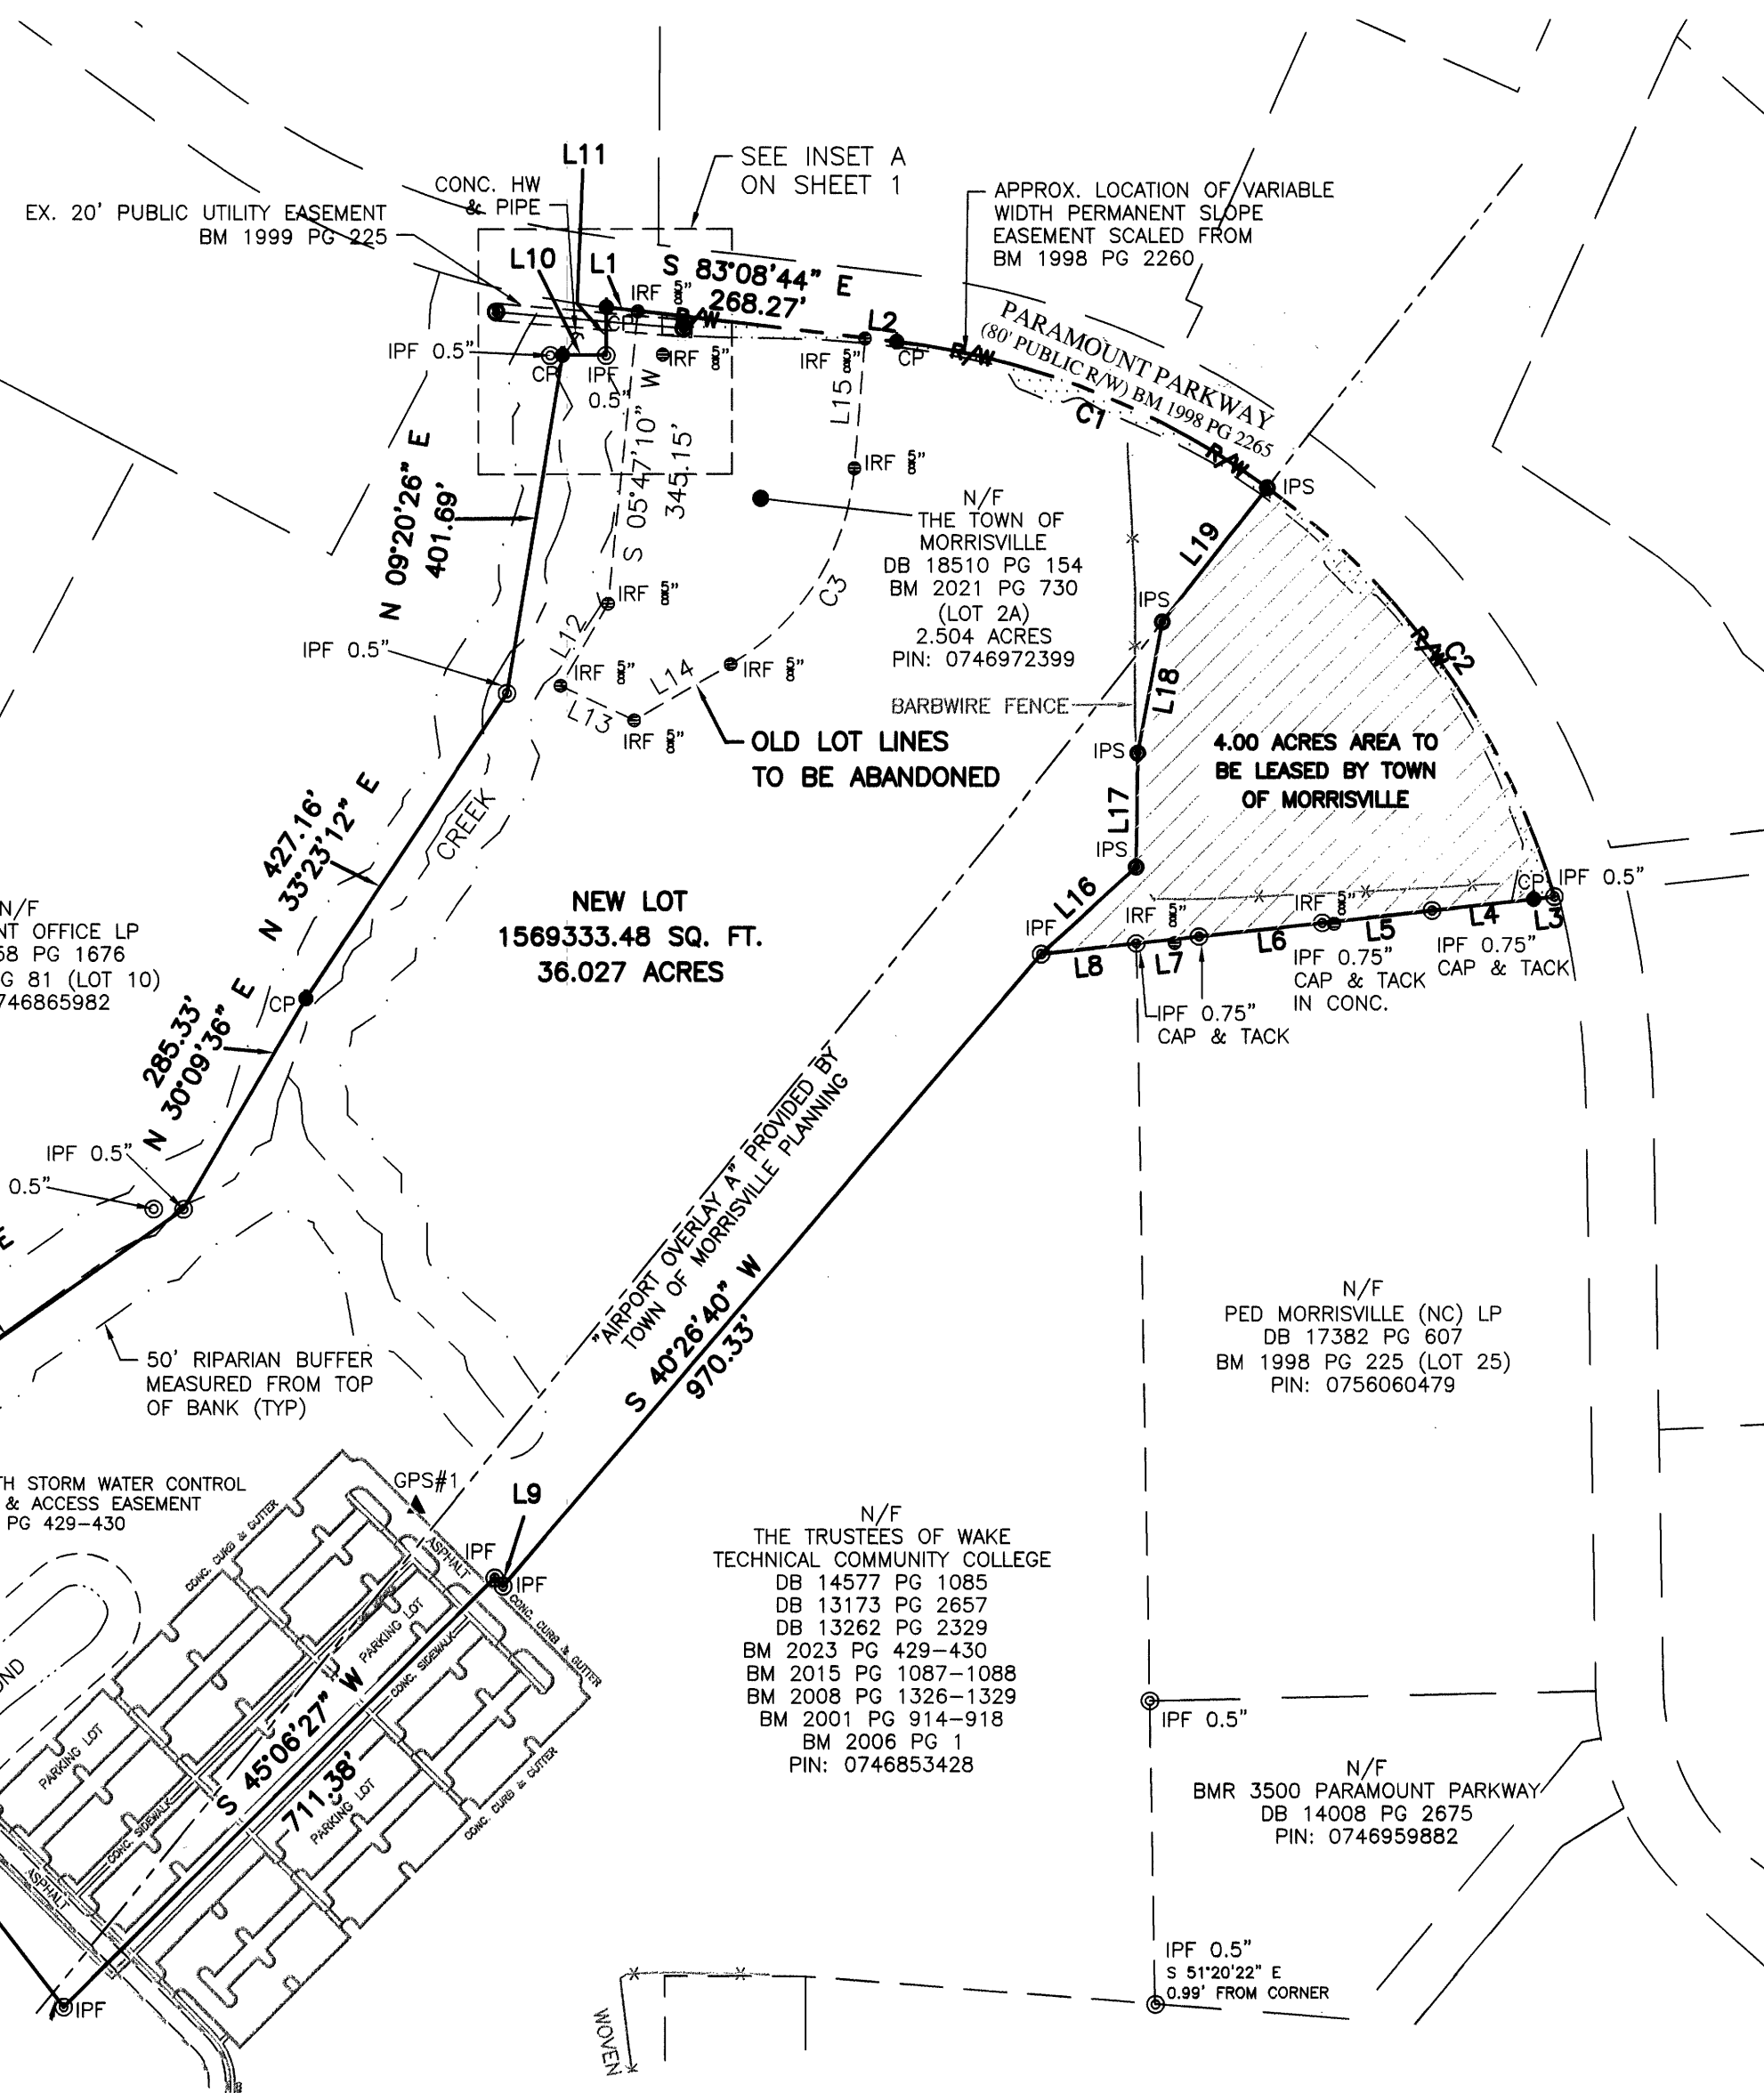 L11
SEE INSET A
ON SHEET 1
CONC. HW
& PIPE
EX. 20' PUBLIC UTILITY EASEMENT
BM 1999 PG 225
APPROX. LOCATION OF VARIABLE
WIDTH PERMANENT SLOPE
EASEMENT SCALED FROM
BM 1998 PG 2260
L10
L1
S 83°08'44" E
268.27'
IRF 5/8"
R/W
CP
L2
IRF 5/8"
CP
R/W
PARAMOUNT PARKWAY
(80' PUBLIC R/W) BM 1998 PG 2265
C1
R/W
IPS
IPF 0.5"
CP
IPF
0.5"
IRF 5/8"
L15
IRF 5/8"
N 09°20'26" E
401.69'
S 05°47'10" W
345.15'
N/F
THE TOWN OF
MORRISVILLE
DB 18510 PG 154
BM 2021 PG 730
(LOT 2A)
2.504 ACRES
PIN: 0746972399
L19
C3
IRF 5/8"
IPS
L12
IPF 0.5"
IRF 5/8"
L14
IRF 5/8"
L13
IRF 5/8"
L18
R/W
C2
BARBWIRE FENCE
OLD LOT LINES
TO BE ABANDONED
IPS
4.00 ACRES AREA TO
BE LEASED BY TOWN
OF MORRISVILLE
L17
IPS
427.16'
N 33°23'12" E
CREEK
NEW LOT
1569333.48 SQ. FT.
36.027 ACRES
L16
IPF
L8
IRF 5/8"
L7
L6
IRF 5/8"
L5
L4
CP
L3
IPF 0.5"
IPF 0.75"
CAP & TACK
IN CONC.
IPF 0.75"
CAP & TACK
IPF 0.75"
CAP & TACK
N/F
NT OFFICE LP
58 PG 1676
G 81 (LOT 10)
746865982
CP
285.33'
N 30°09'36" E
IPF 0.5"
0.5"
E
"AIRPORT OVERLAY A" PROVIDED BY
TOWN OF MORRISVILLE PLANNING
S 40°26'40" W
970.33'
50' RIPARIAN BUFFER
MEASURED FROM TOP
OF BANK (TYP)
N/F
PED MORRISVILLE (NC) LP
DB 17382 PG 607
BM 1998 PG 225 (LOT 25)
PIN: 0756060479
TH STORM WATER CONTROL
& ACCESS EASEMENT
PG 429-430
GPS#1
L9
IPF
IPF
ASPHALT
CONC. CURB & GUTTER
CONC. CURB & GUTTER
PARKING LOT
CONC. SIDEWALK
OND
S 45°06'27" W
711.38'
PARKING LOT
PARKING LOT
CONC. SIDEWALK
CONC. CURB & GUTTER
ASPHALT
IPF
N/F
THE TRUSTEES OF WAKE
TECHNICAL COMMUNITY COLLEGE
DB 14577 PG 1085
DB 13173 PG 2657
DB 13262 PG 2329
BM 2023 PG 429-430
BM 2015 PG 1087-1088
BM 2008 PG 1326-1329
BM 2001 PG 914-918
BM 2006 PG 1
PIN: 0746853428
IPF 0.5"
N/F
BMR 3500 PARAMOUNT PARKWAY
DB 14008 PG 2675
PIN: 0746959882
IPF 0.5"
S 51°20'22" E
0.99' FROM CORNER
WOVEN